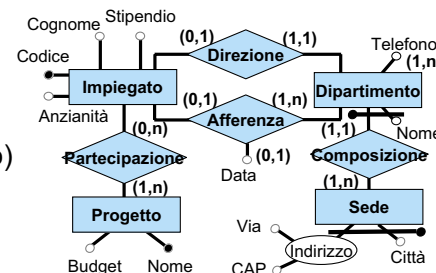 Cognome Stipendio
(0,1) (1,1)
Codice
Direzione
Telefono
(1,n)
Impiegato
Dipartimento
(0,1) (1,n)
Anzianità
Afferenza
(0,n)
(1,1)
Nome
(0,1)
o)
Partecipazione
Composizione
Data
(1,n)
(1,n)
Progetto
Sede
Via
Indirizzo
Budget Nome
CAP
Città